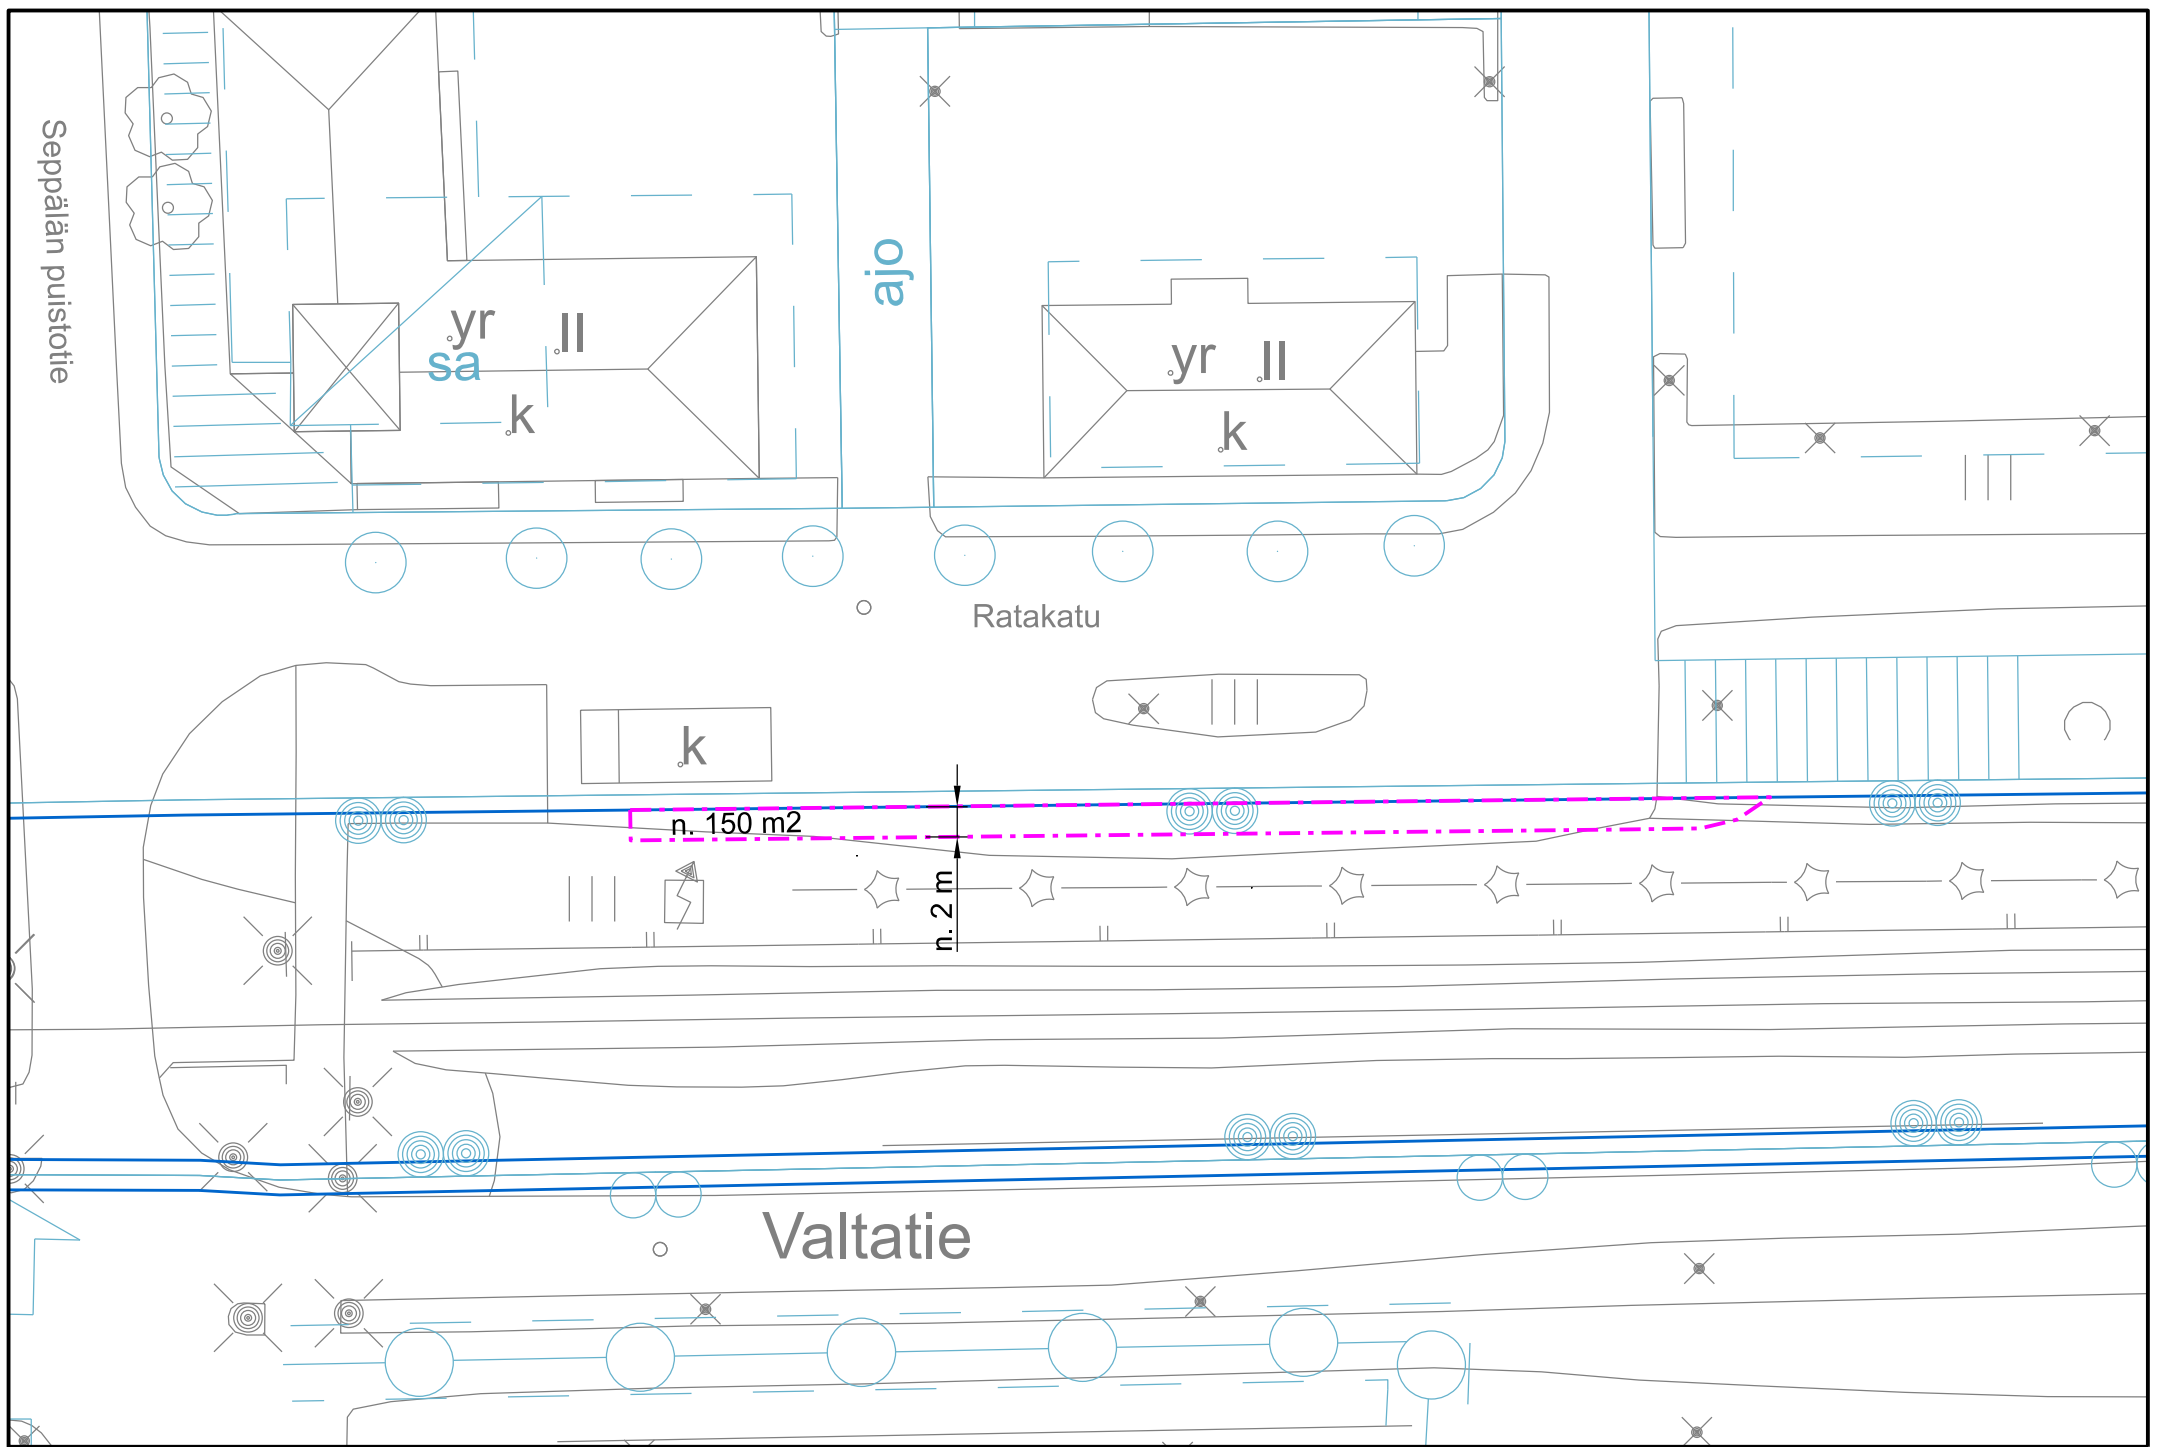 Seppälän puistotie
ajo
yr II
sa
k
yr II
k
Ratakatu
k
n. 150 m2
n. 2 m
Valtatie